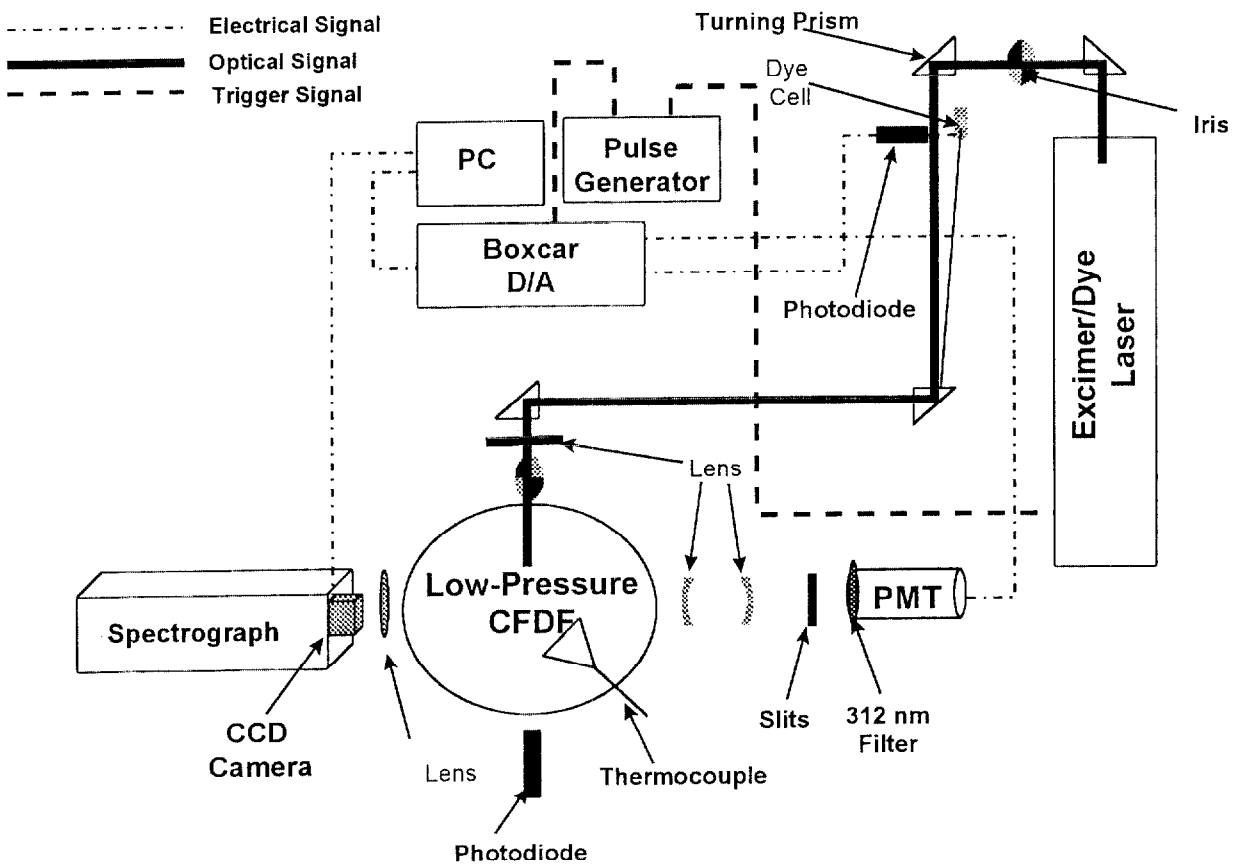 Electrical Signal
Optical Signal
Trigger Signal
Turning Prism
Dye
Cell
Iris
PC
Pulse
Generator
Boxcar
D/A
Photodiode
Excimer/Dye
Laser
Lens
Low-Pressure
CFDF
Spectrograph
PMT
CCD
Camera
Lens
Slits
312 nm
Filter
Thermocouple
Photodiode